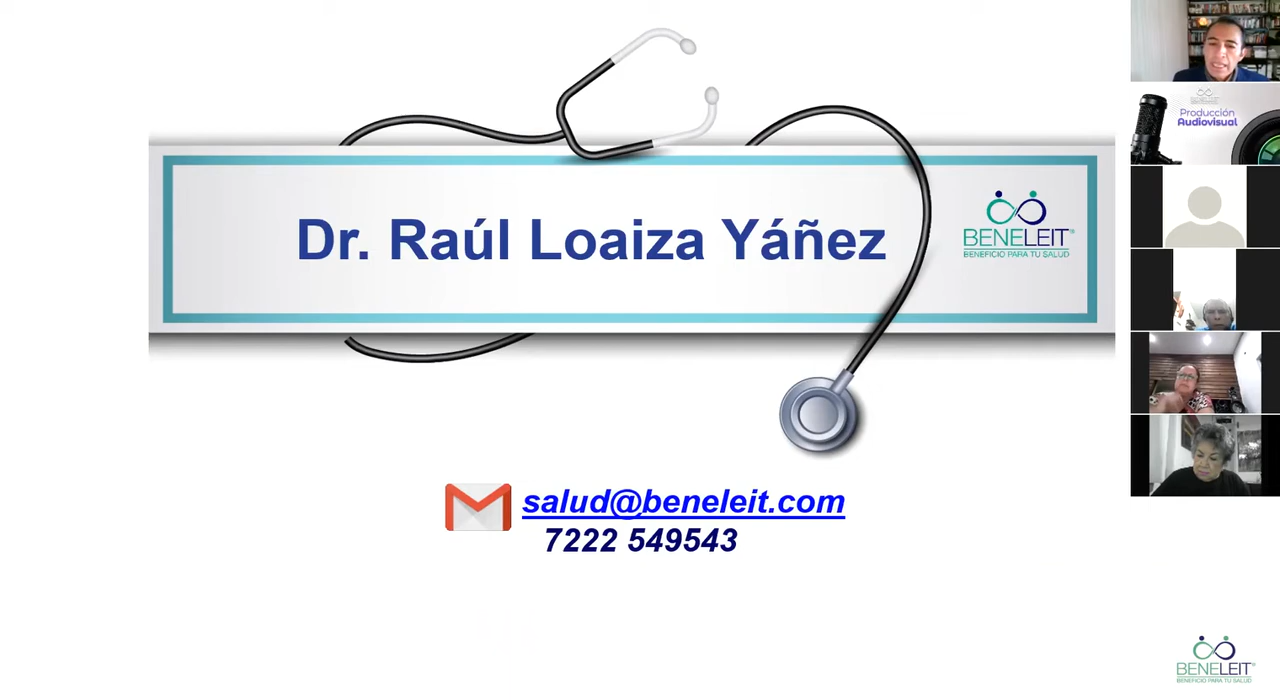 Dr. Raúl Loaiza Yáñez
BENELEIT®
BENEFICIO PARA TU SALUD
salud@beneleit.com
7222 549543
BENELEIT
Producción
Audiovisual
BENELEIT®
BENEFICIO PARA TU SALUD